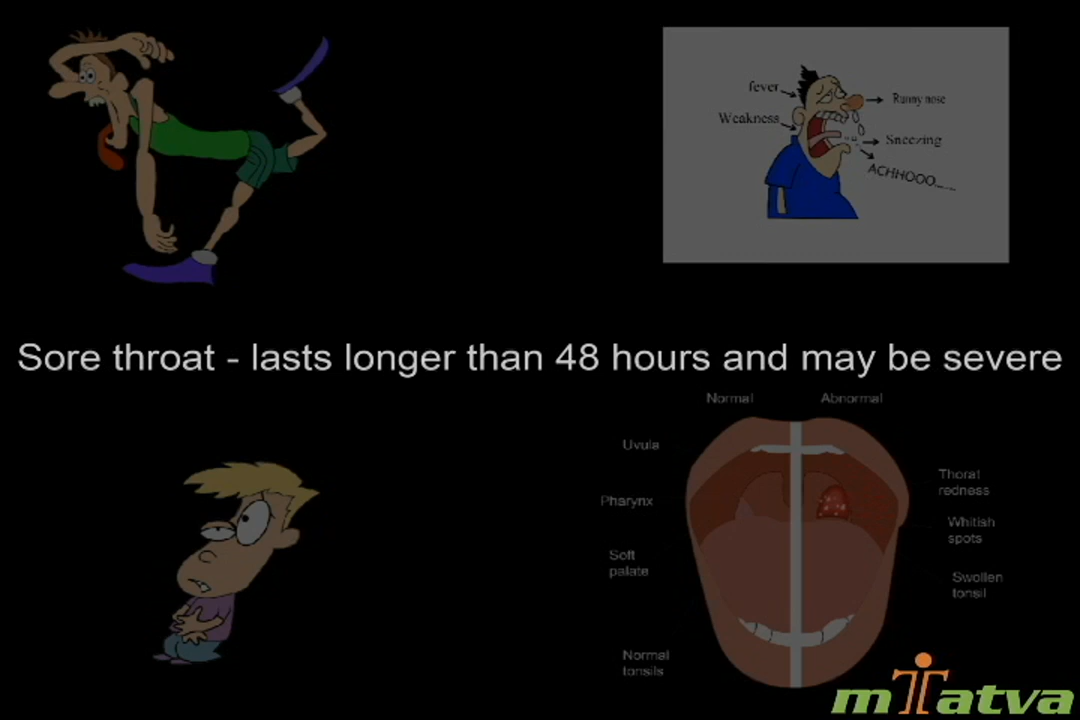 fever
Runny nose
Weakness
Sneezing
ACHHOOO......
Sore throat - lasts longer than 48 hours and may be severe
Normal
Abnormal
Uvula
Thorat
redness
Pharynx
Whitish
spots
Soft
palate
Swollen
tonsil
Normal
tonsils
mTatva